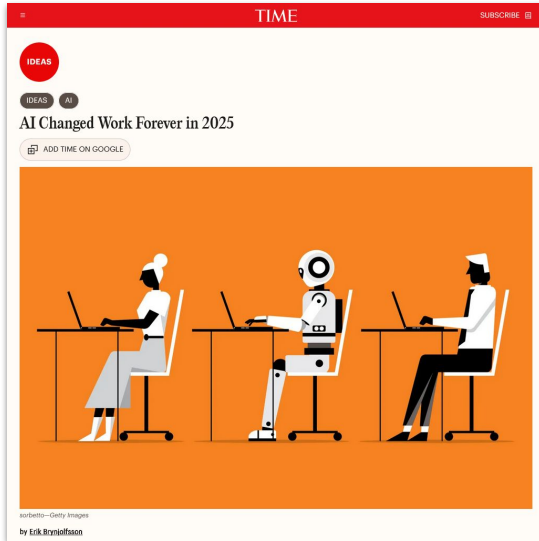 TIME
SUBSCRIBE
IDEAS
IDEAS AI
AI Changed Work Forever in 2025
ADD TIME ON GOOGLE
sorbetto—Getty Images
by Erik Brynjolfsson